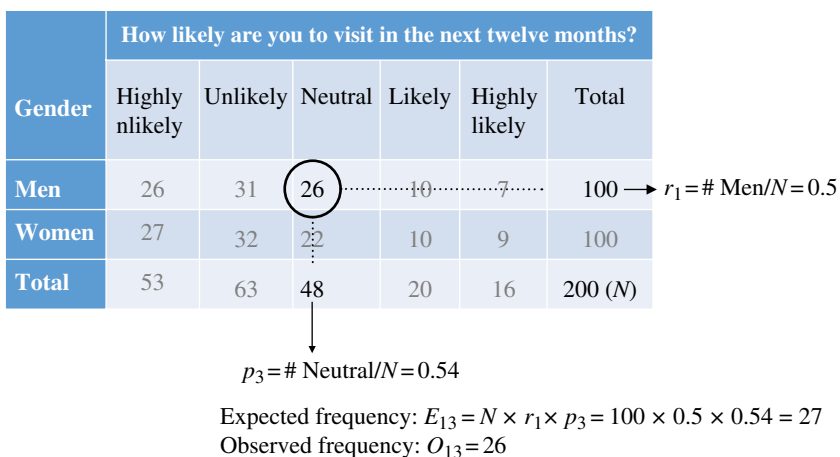 How likely are you to visit in the next twelve months?
Gender Highly nlikely Unlikely Neutral Likely Highly likely Total
Men 26 31 26 10 7 100 r1 = # Men/N = 0.5
Women 27 32 22 10 9 100
Total 53 63 48 20 16 200 (N)
p3 = # Neutral/N = 0.54
Expected frequency: E13 = N × r1 × p3 = 100 × 0.5 × 0.54 = 27
Observed frequency: O13 = 26